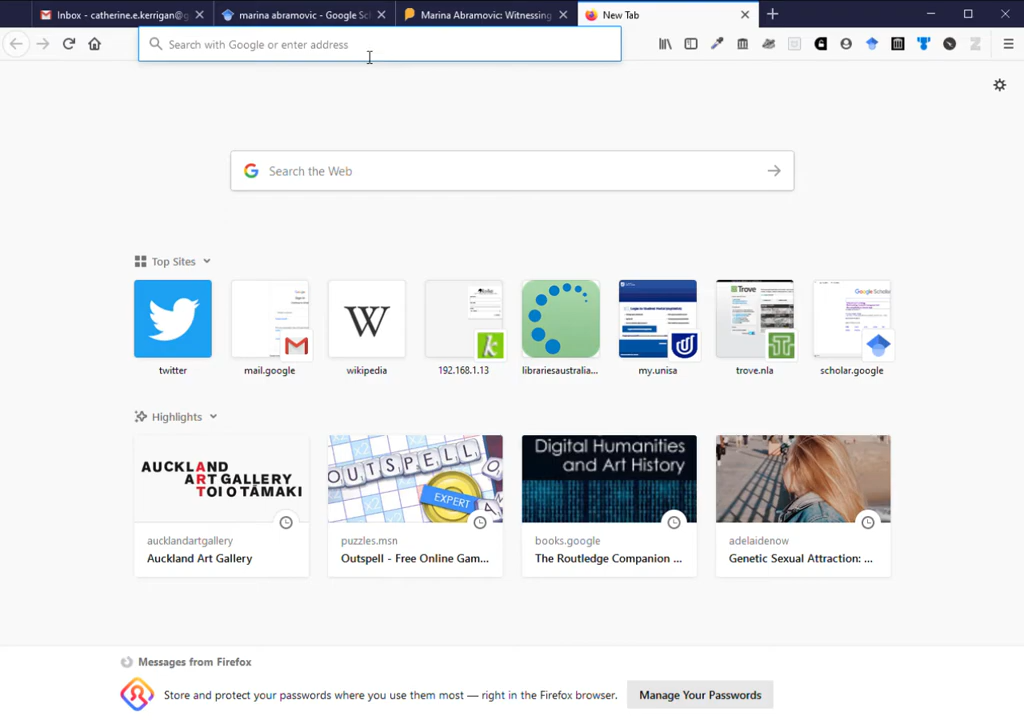 Inbox - catherine.e.kerrigan@g
marina abramovic - Google Sc
Marina Abramovic: Witnessing
New Tab
Search with Google or enter address
Search the Web
Top Sites
twitter
mail.google
wikipedia
192.168.1.13
librariesaustralia...
my.unisa
trove.nla
scholar.google
Highlights
AUCKLAND
ART GALLERY
TOI O TĀMAKI
aucklandartgallery
Auckland Art Gallery
OUTSPELL
EXPERT
puzzles.msn
Outspell - Free Online Gam...
Digital Humanities
and Art History
books.google
The Routledge Companion ...
adelaidenow
Genetic Sexual Attraction: ...
Messages from Firefox
Store and protect your passwords where you use them most — right in the Firefox browser.
Manage Your Passwords